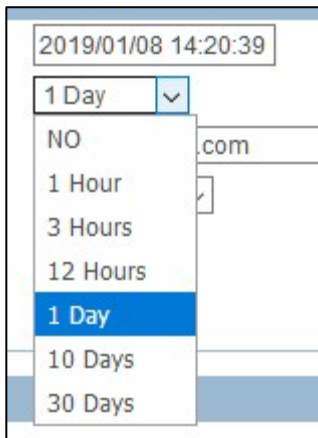 2019/01/08 14:20:39
1 Day
NO
.com
1 Hour
3 Hours
12 Hours
1 Day
10 Days
30 Days